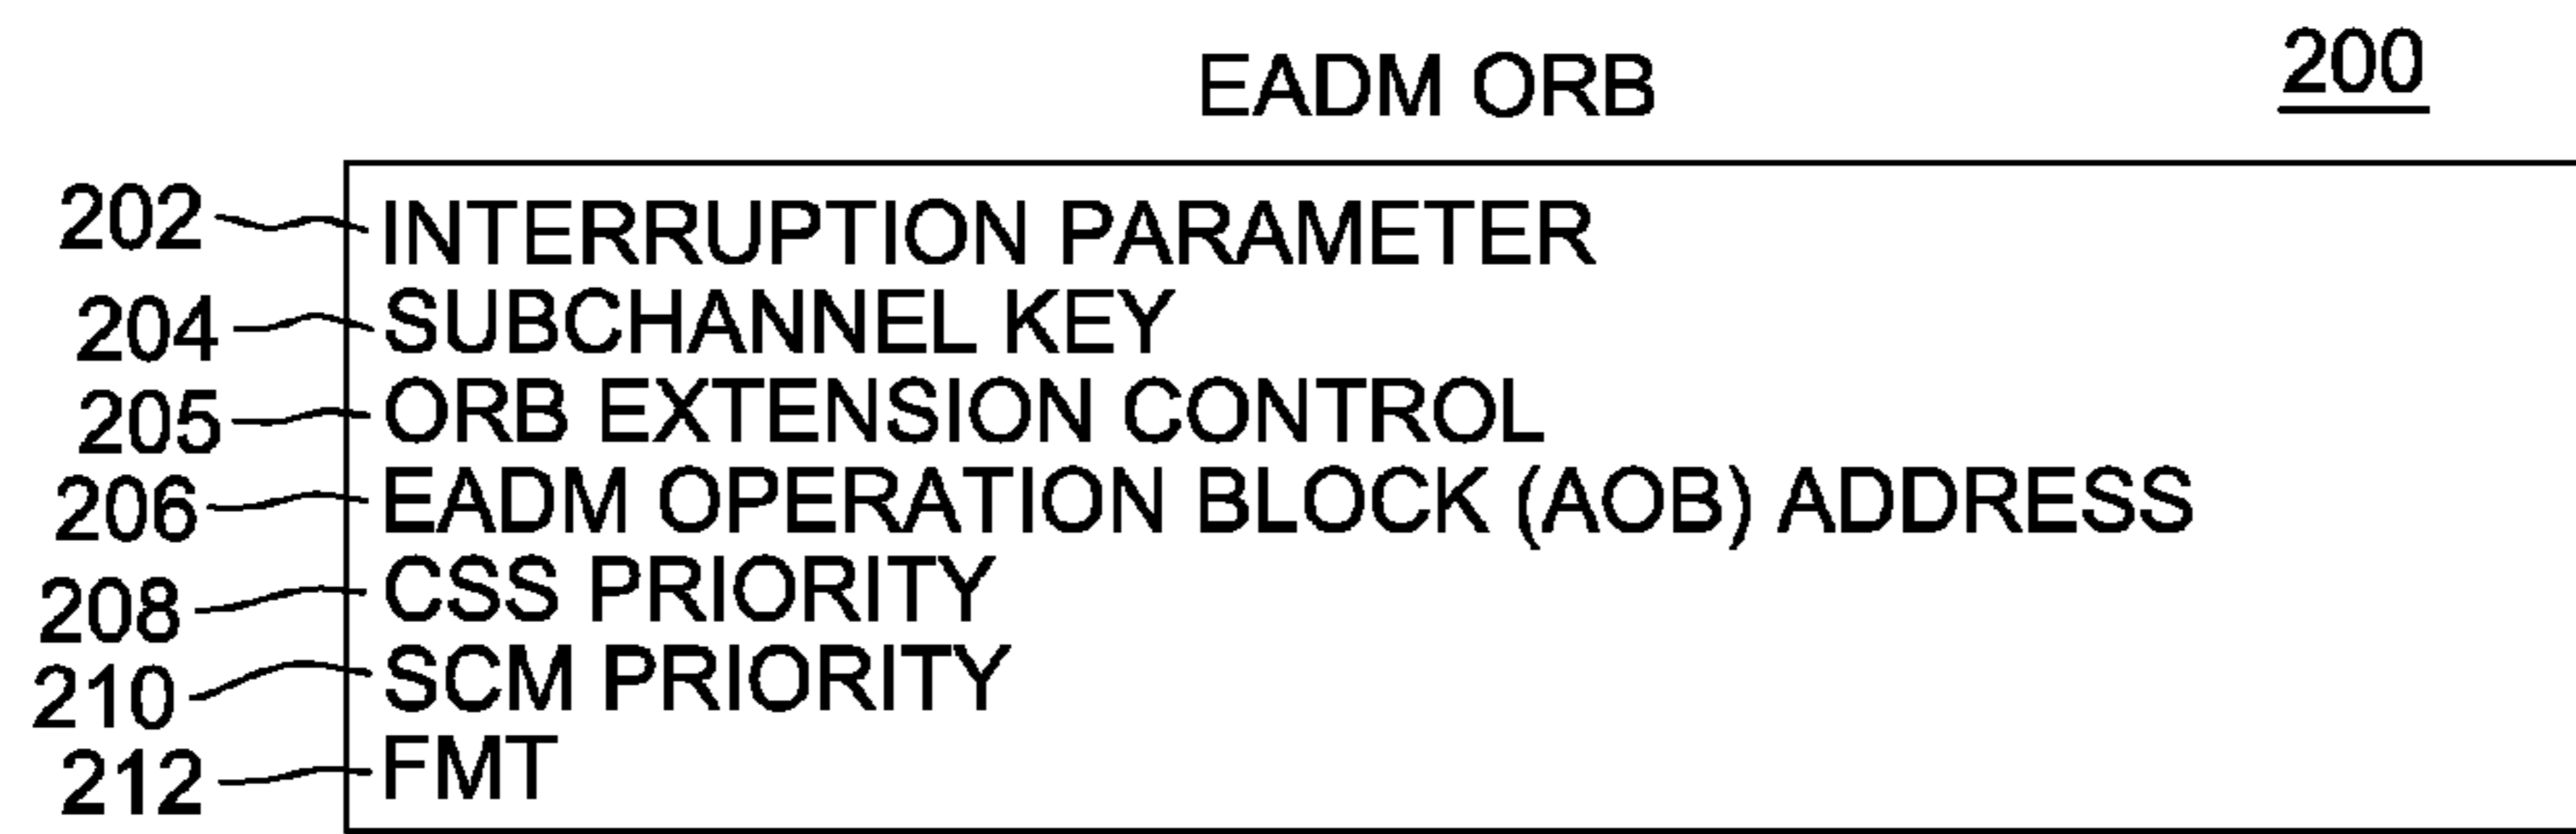 EADM ORB 200
202 INTERRUPTION PARAMETER
204 SUBCHANNEL KEY
205 ORB EXTENSION CONTROL
206 EADM OPERATION BLOCK (AOB) ADDRESS
208 CSS PRIORITY
210 SCM PRIORITY
212 FMT